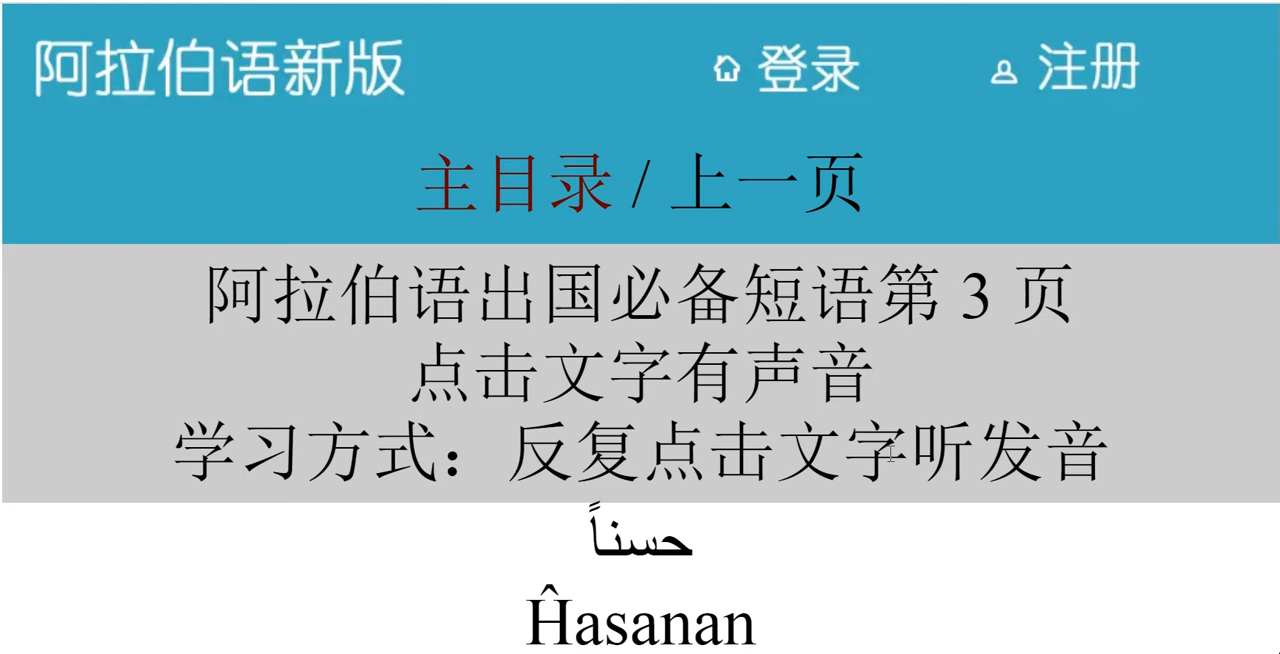 阿拉伯语新版 登录 注册
主目录 / 上一页
阿拉伯语出国必备短语第 3 页
点击文字有声音
学习方式：反复点击文字听发音
حسناً
Ĥasanan